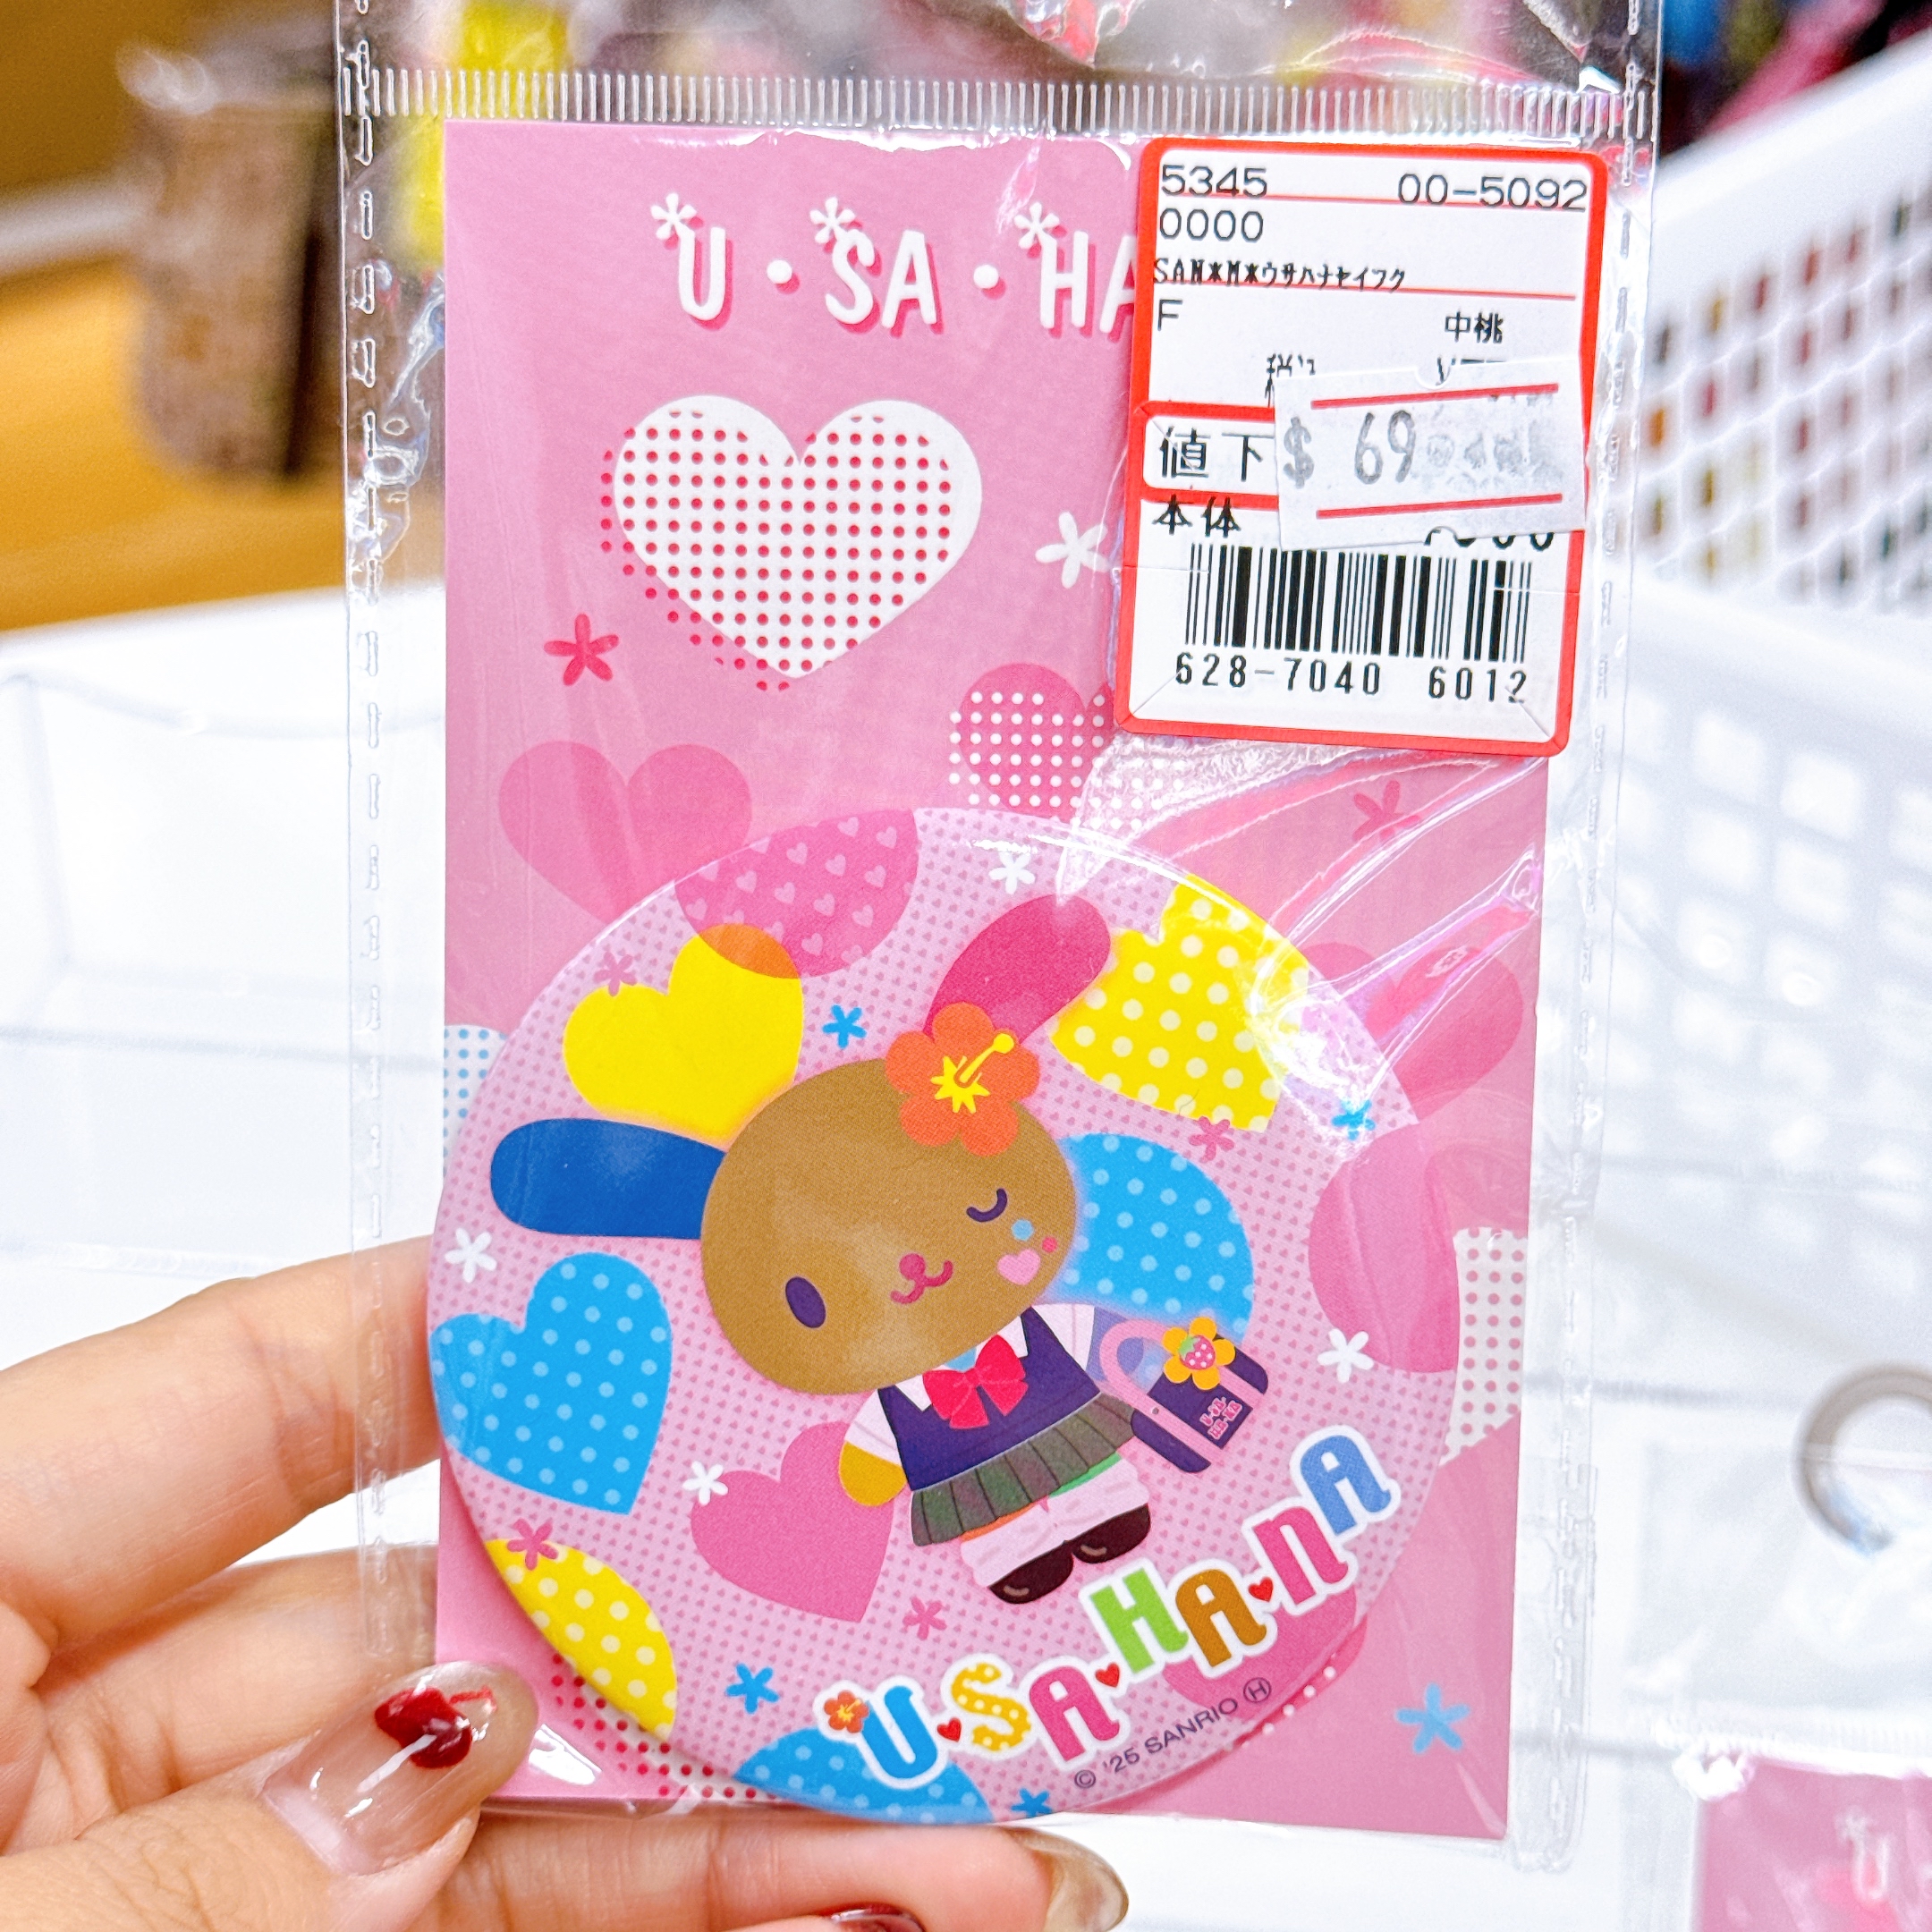 U・SA・HA
5345 00-5092
0000
SAN*M*ウサハナセイフク
F 中桃
値下
$ 69
本体
628-7040 6012
U・SA・HA・NA
© '25 SANRIO Ⓗ